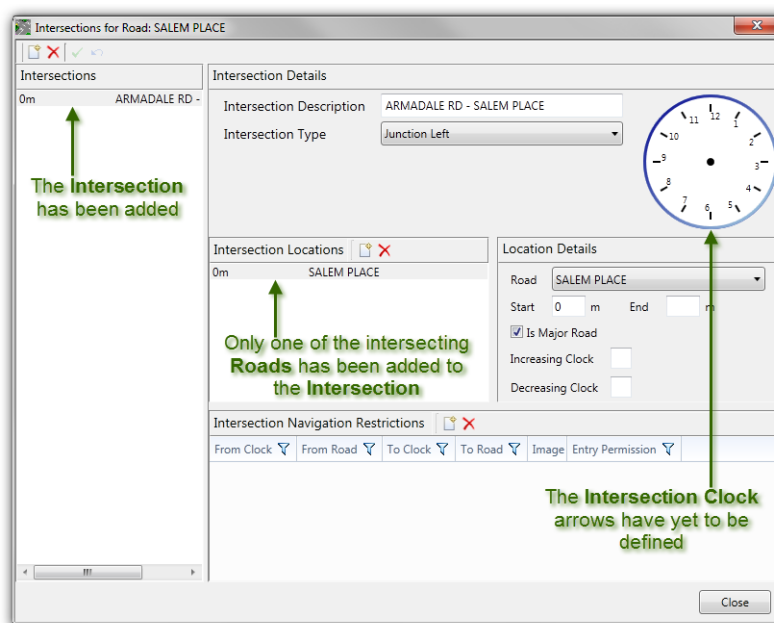 Intersections for Road: SALEM PLACE
Intersections
0m ARMADALE RD -
The Intersection
has been added
Intersection Details
Intersection Description ARMADALE RD - SALEM PLACE
Intersection Type Junction Left
12
1
2
3
4
5
6
7
8
9
10
11
Intersection Locations
0m SALEM PLACE
Only one of the intersecting
Roads has been added to
the Intersection
Location Details
Road SALEM PLACE
Start 0 m End m
Is Major Road
Increasing Clock
Decreasing Clock
Intersection Navigation Restrictions
From Clock From Road To Clock To Road Image Entry Permission
The Intersection Clock
arrows have yet to be
defined
Close